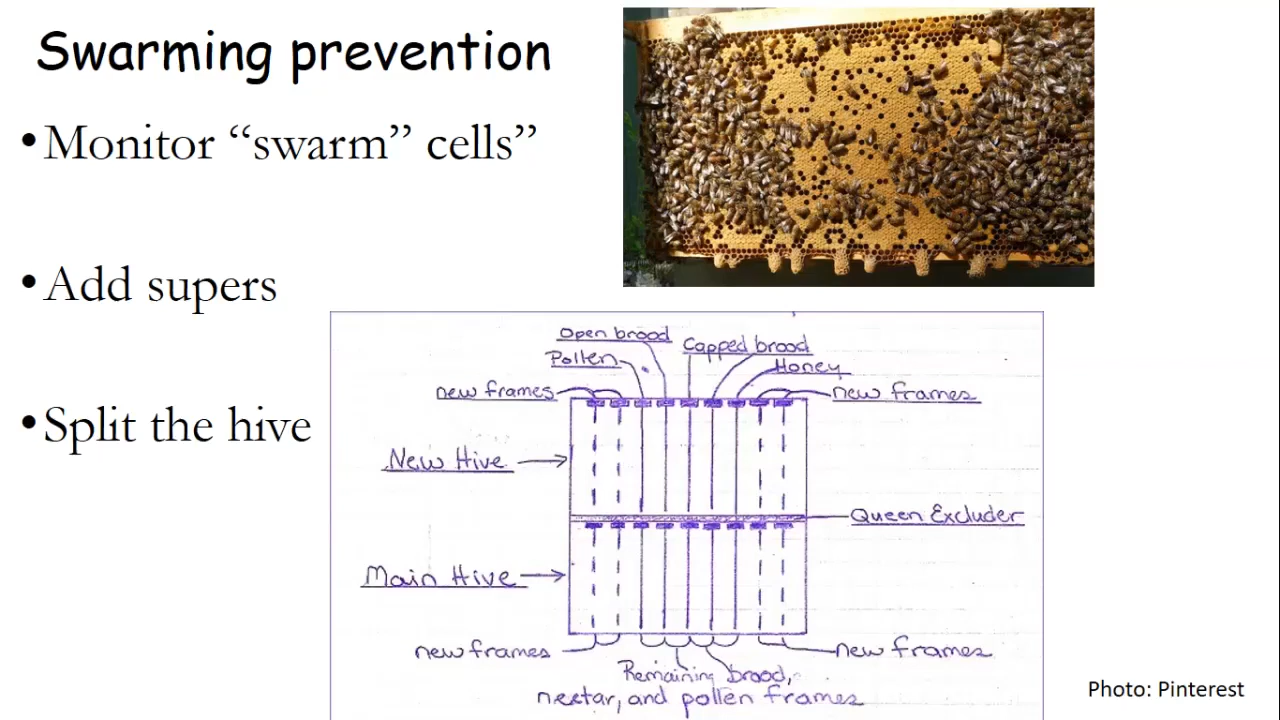 Swarming prevention
•Monitor “swarm” cells”
•Add supers
•Split the hive
Open brood
Capped brood
Pollen
Honey
new frames
new frames
New Hive
Queen Excluder
Main Hive
new frames
new frames
Remaining brood,
nectar, and pollen frames
Photo: Pinterest